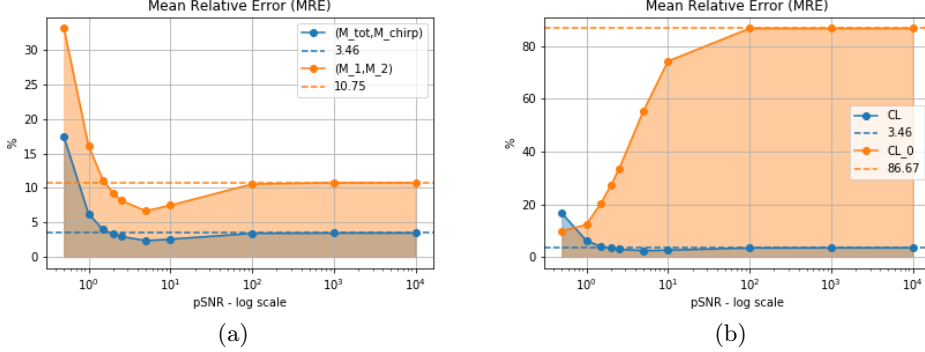 Mean Relative Error (MRE)
(M_tot,M_chirp)
3.46
(M_1,M_2)
10.75
30
25
20
15
10
5
0
%
10^0
10^1
10^2
10^3
10^4
pSNR - log scale
(a)
Mean Relative Error (MRE)
80
60
40
20
0
%
CL
3.46
CL_0
86.67
10^0
10^1
10^2
10^3
10^4
pSNR - log scale
(b)